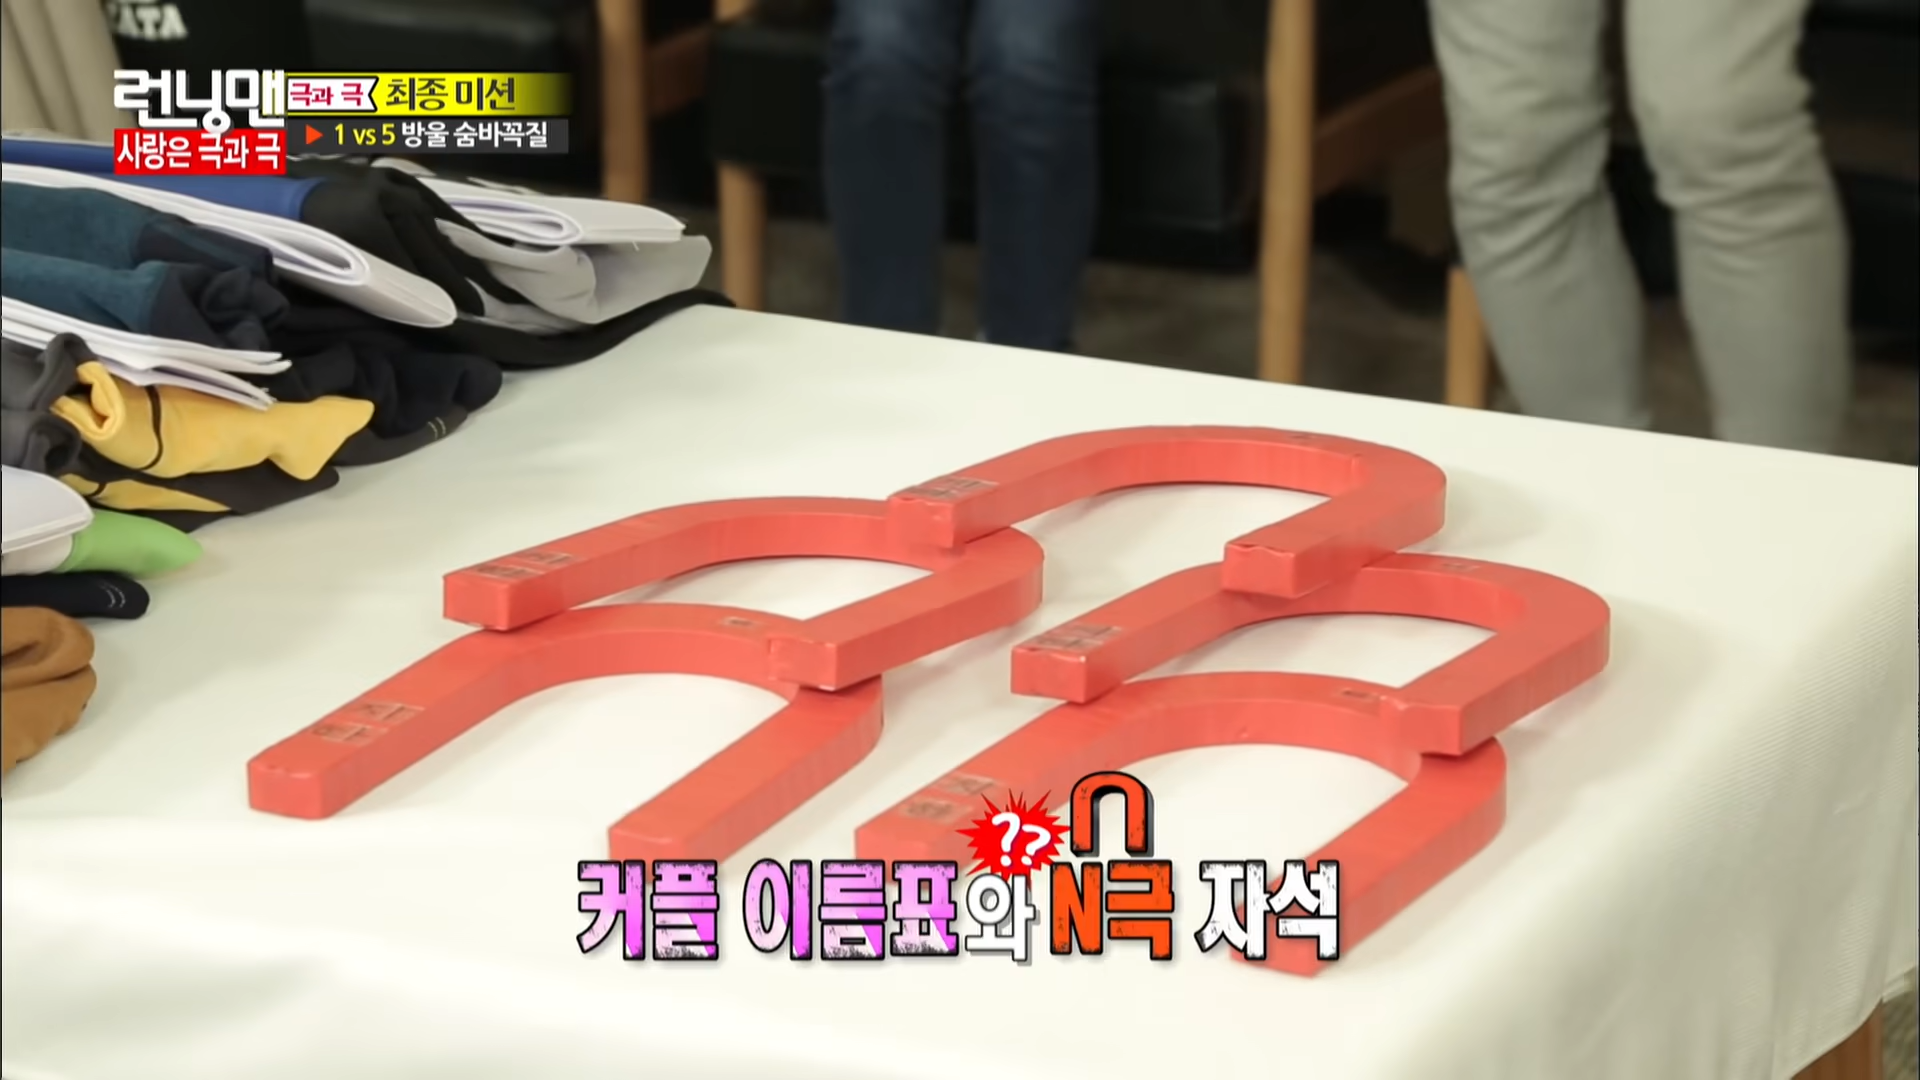 ZATA
런닝맨
사랑은 극과 극
극과 극 최종 미션
▶ 1 vs 5 방울 숨바꼭질
??
커플 이름표와 N극 자석